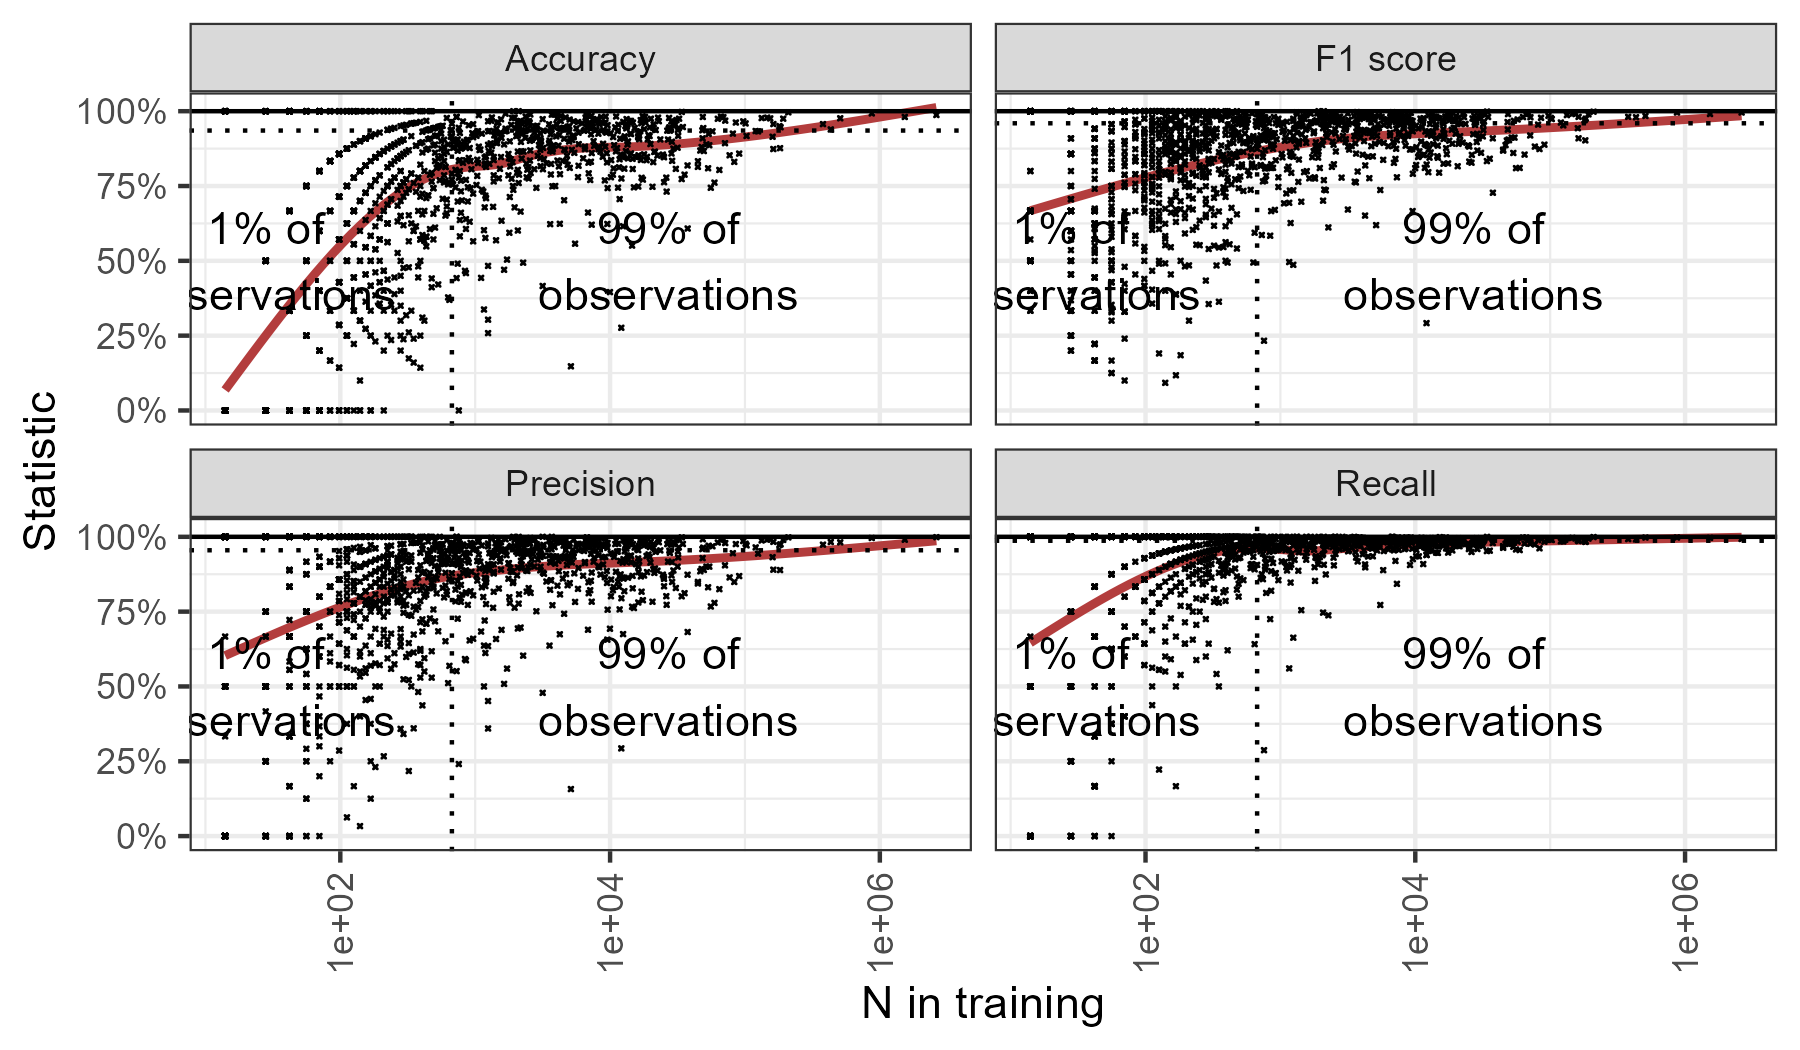 Accuracy
F1 score
100%
75%
50%
25%
0%
1% of
servations
99% of
observations
1% of
servations
99% of
observations
Statistic
Precision
Recall
100%
75%
50%
25%
0%
1% of
servations
99% of
observations
1% of
servations
99% of
observations
1e+02
1e+04
1e+06
1e+02
1e+04
1e+06
N in training